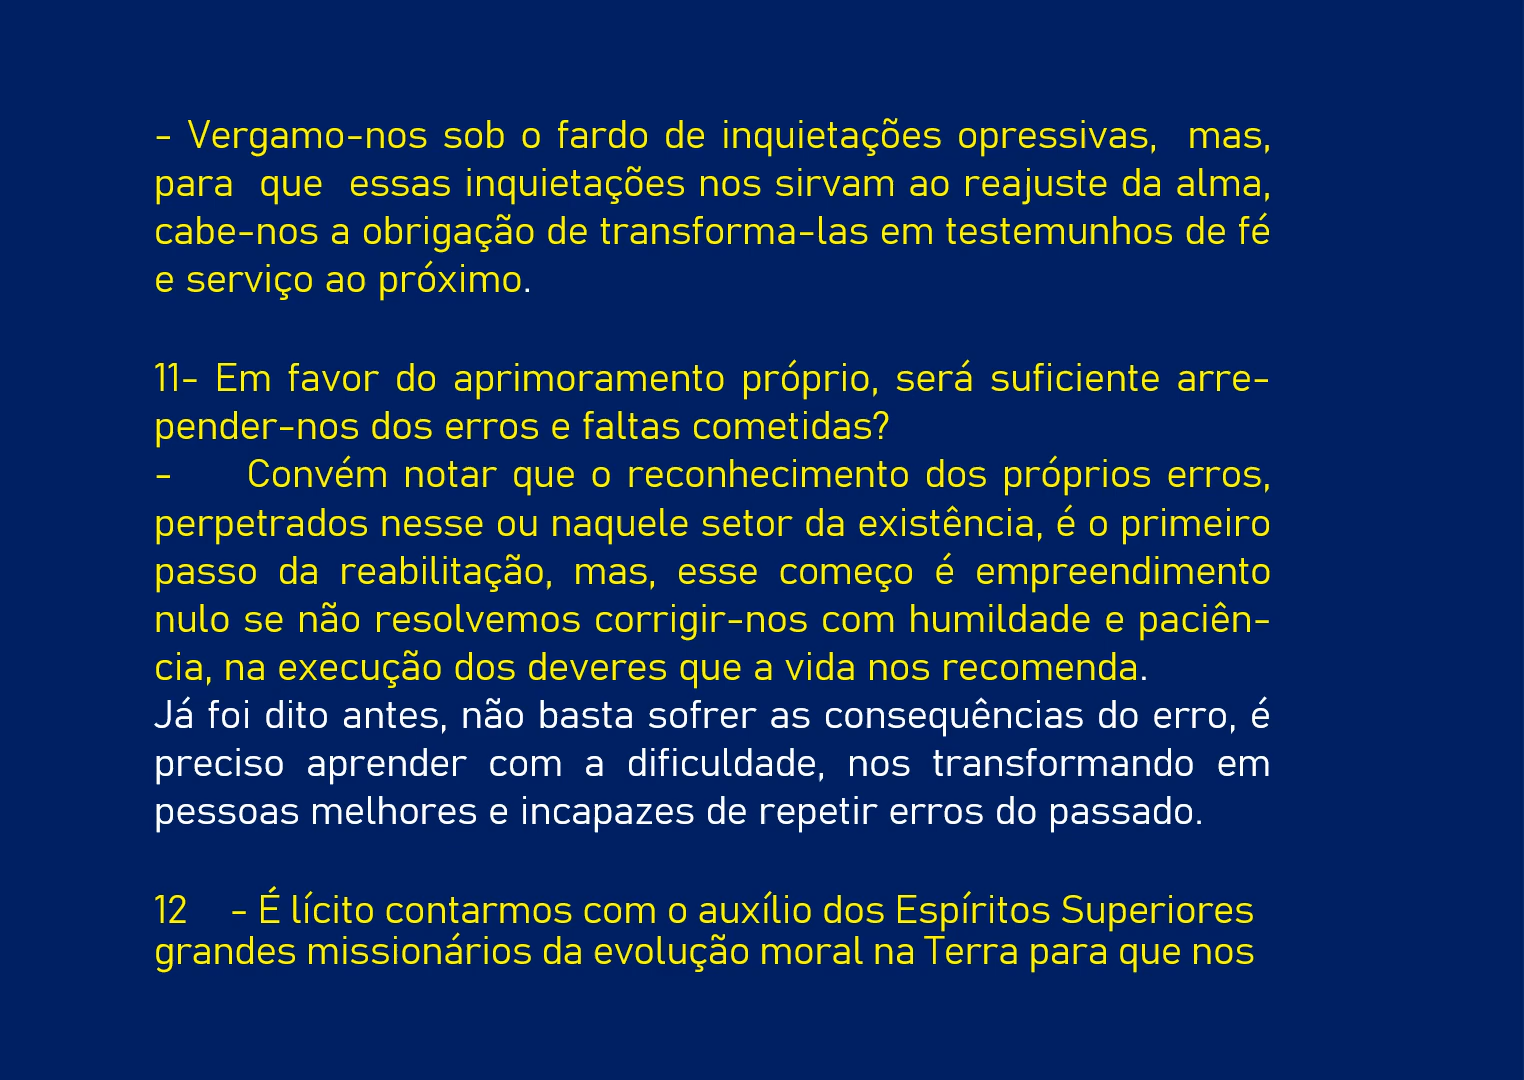 - Vergamo-nos sob o fardo de inquietações opressivas, mas,
para que essas inquietações nos sirvam ao reajuste da alma,
cabe-nos a obrigação de transforma-las em testemunhos de fé
e serviço ao próximo.
11- Em favor do aprimoramento próprio, será suficiente arre-
pender-nos dos erros e faltas cometidas?
- Convém notar que o reconhecimento dos próprios erros,
perpetrados nesse ou naquele setor da existência, é o primeiro
passo da reabilitação, mas, esse começo é empreendimento
nulo se não resolvemos corrigir-nos com humildade e paciên-
cia, na execução dos deveres que a vida nos recomenda.
Já foi dito antes, não basta sofrer as consequências do erro, é
preciso aprender com a dificuldade, nos transformando em
pessoas melhores e incapazes de repetir erros do passado.
12 - É lícito contarmos com o auxílio dos Espíritos Superiores
grandes missionários da evolução moral na Terra para que nos